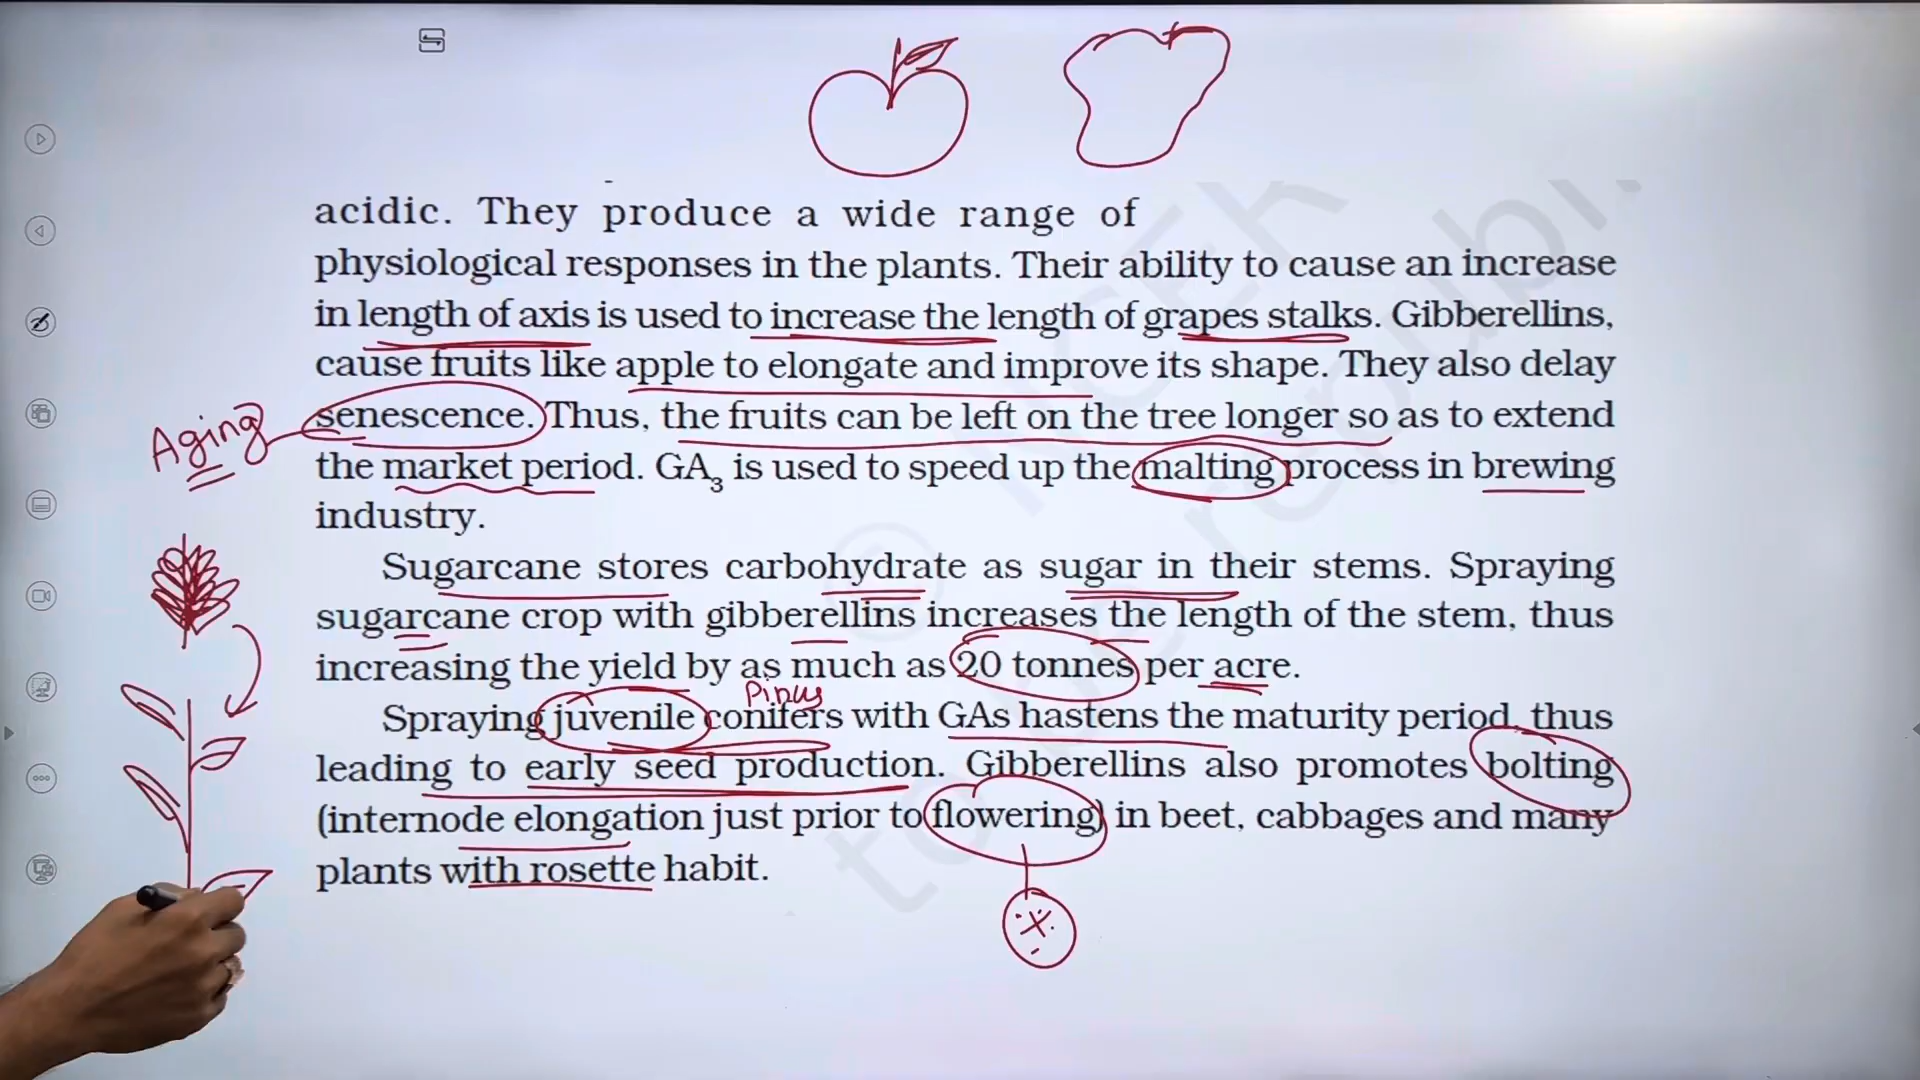 acidic. They produce a wide range of
physiological responses in the plants. Their ability to cause an increase
in length of axis is used to increase the length of grapes stalks. Gibberellins,
cause fruits like apple to elongate and improve its shape. They also delay
Aging
senescence. Thus, the fruits can be left on the tree longer so as to extend
the market period. GA₃ is used to speed up the malting process in brewing
industry.
Sugarcane stores carbohydrate as sugar in their stems. Spraying
sugarcane crop with gibberellins increases the length of the stem, thus
increasing the yield by as much as 20 tonnes per acre.
Pinus
Spraying juvenile conifers with GAs hastens the maturity period, thus
leading to early seed production. Gibberellins also promotes bolting
(internode elongation just prior to flowering) in beet, cabbages and many
plants with rosette habit.